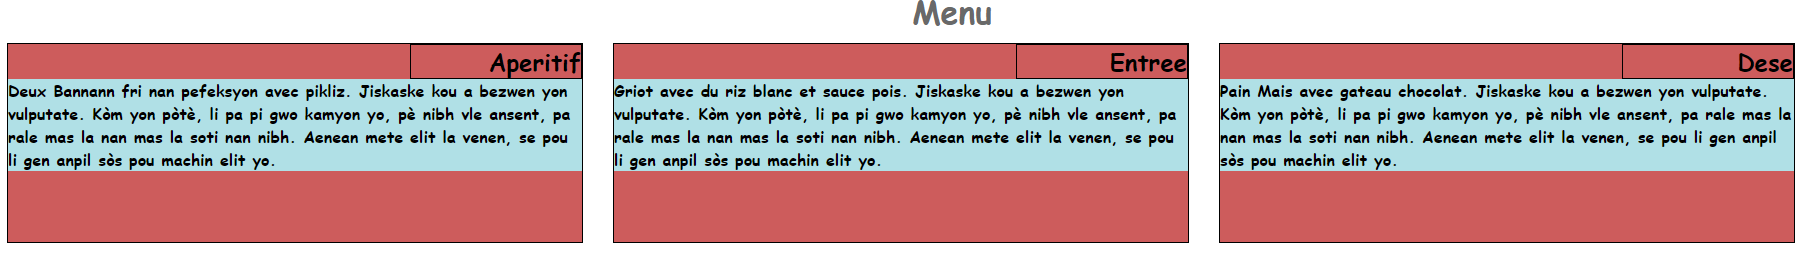 Menu
Aperitif
Deux Bannann fri nan pefeksyon avec pikliz. Jiskaske kou a bezwen yon
vulputate. Kòm yon pòtè, li pa pi gwo kamyon yo, pè nibh vle ansent, pa
rale mas la nan mas la soti nan nibh. Aenean mete elit la venen, se pou
li gen anpil sòs pou machin elit yo.
Entree
Griot avec du riz blanc et sauce pois. Jiskaske kou a bezwen yon
vulputate. Kòm yon pòtè, li pa pi gwo kamyon yo, pè nibh vle ansent, pa
rale mas la nan mas la soti nan nibh. Aenean mete elit la venen, se pou
li gen anpil sòs pou machin elit yo.
Dese
Pain Mais avec gateau chocolat. Jiskaske kou a bezwen yon vulputate.
Kòm yon pòtè, li pa pi gwo kamyon yo, pè nibh vle ansent, pa rale mas la
nan mas la soti nan nibh. Aenean mete elit la venen, se pou li gen anpil
sòs pou machin elit yo.